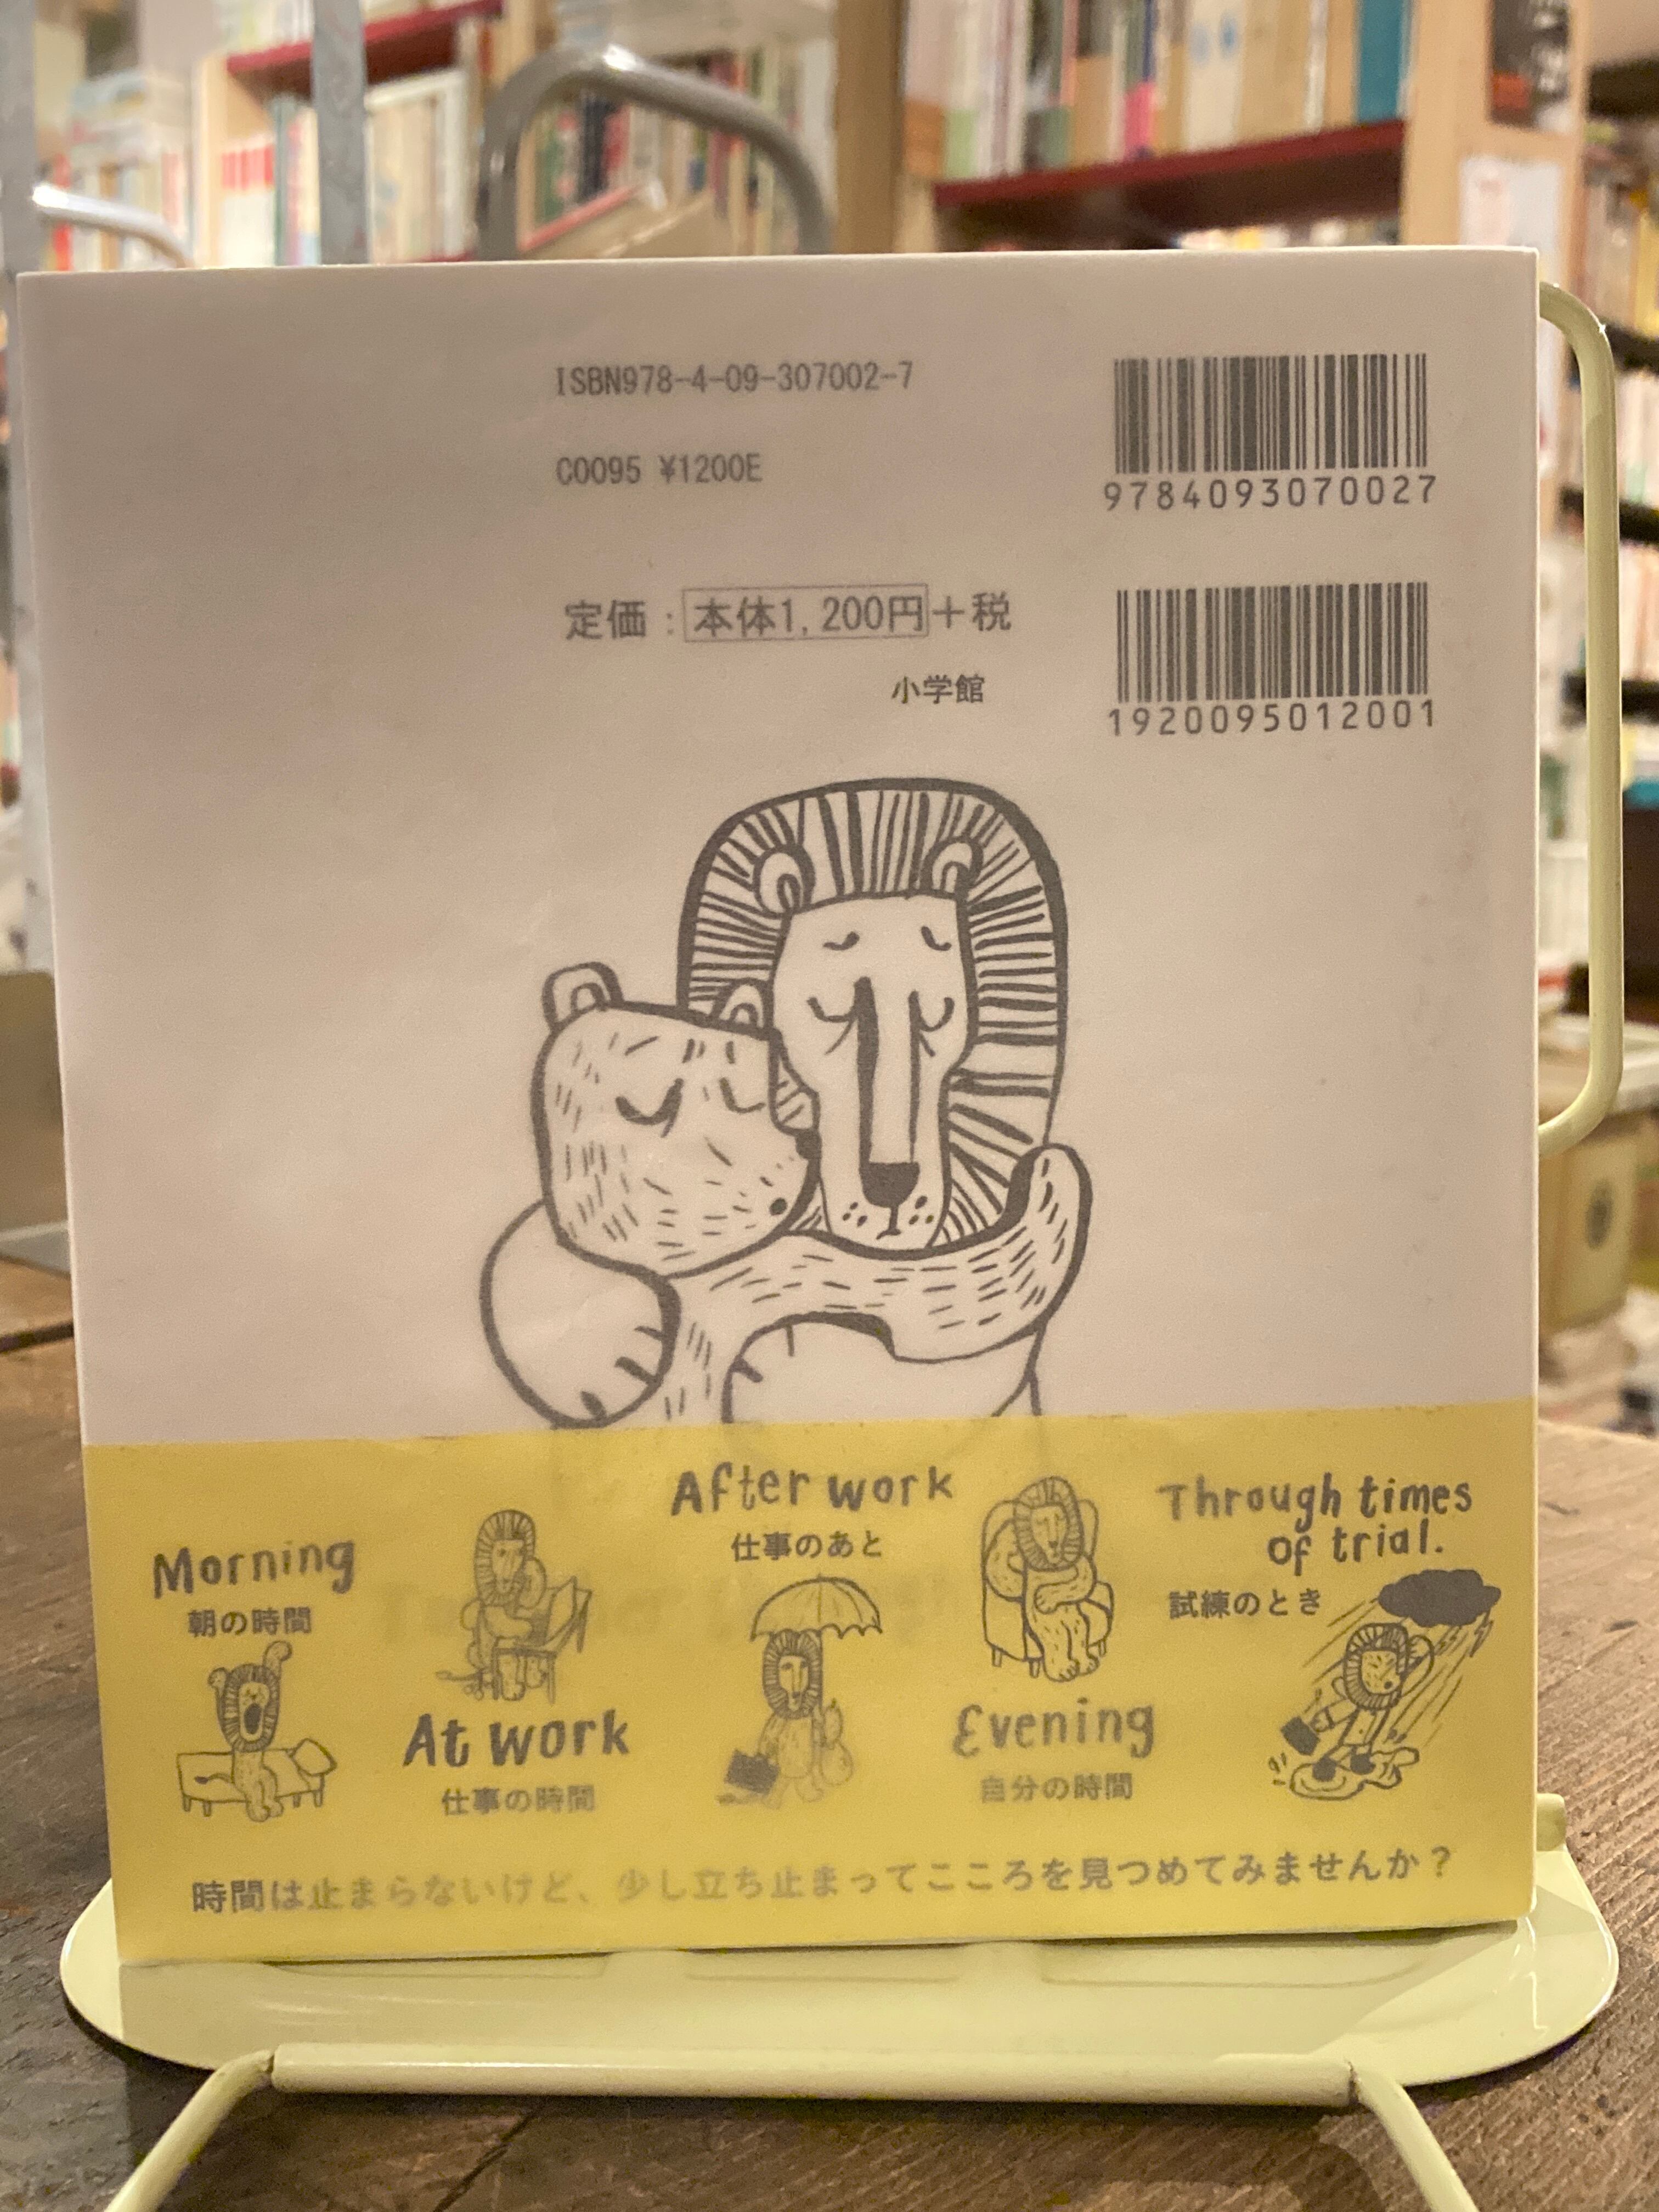 ISBN978-4-09-307002-7
C0095 ¥1200E
9784093070027
定価：本体1,200円＋税
小学館
1920095012001
Morning
朝の時間
At work
仕事の時間
After work
仕事のあと
Evening
自分の時間
Through times
of trial.
試練のとき
時間は止まらないけど、少し立ち止まってこころを見つめてみませんか？